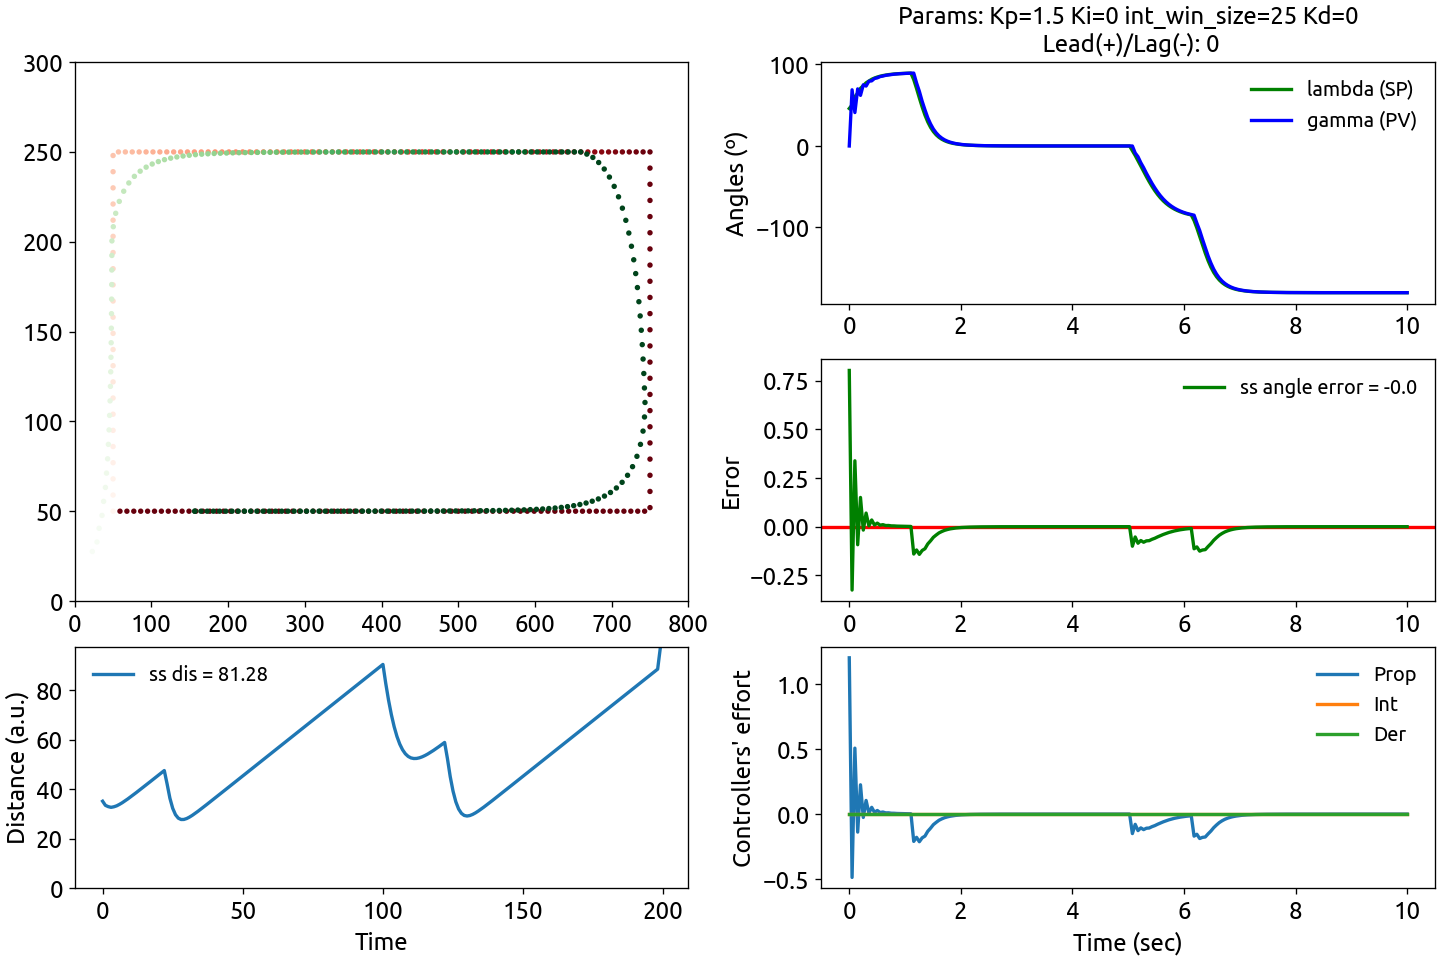 Params: Kp=1.5 Ki=0 int_win_size=25 Kd=0
Lead(+)/Lag(-): 0
300
250
200
150
100
50
0
0 100 200 300 400 500 600 700 800
100
0
−100
Angles (º)
lambda (SP)
gamma (PV)
0 2 4 6 8 10
0.75
0.50
0.25
0.00
−0.25
Error
ss angle error = -0.0
0 2 4 6 8 10
80
60
40
20
0
Distance (a.u.)
ss dis = 81.28
0 50 100 150 200
Time
1.0
0.5
0.0
−0.5
Controllers' effort
Prop
Int
Der
0 2 4 6 8 10
Time (sec)